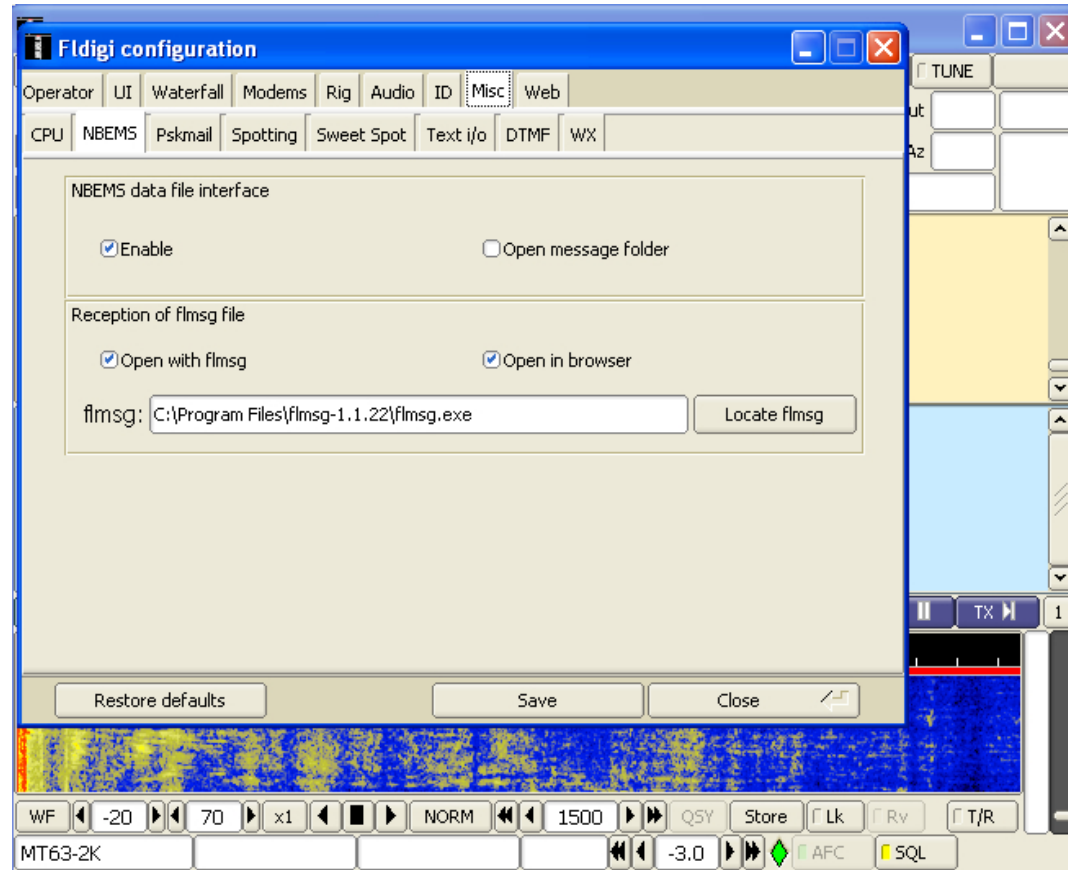 Fldigi configuration
TUNE
Operator UI Waterfall Modems Rig Audio ID Misc Web
ut
CPU NBEMS Pskmail Spotting Sweet Spot Text i/o DTMF WX
Az
NBEMS data file interface
Enable Open message folder
Reception of flmsg file
Open with flmsg Open in browser
flmsg: C:\Program Files\flmsg-1.1.22\flmsg.exe Locate flmsg
TX 1
Restore defaults Save Close
WF -20 70 x1 NORM 1500 QSY Store Lk Rv T/R
MT63-2K -3.0 AFC SQL